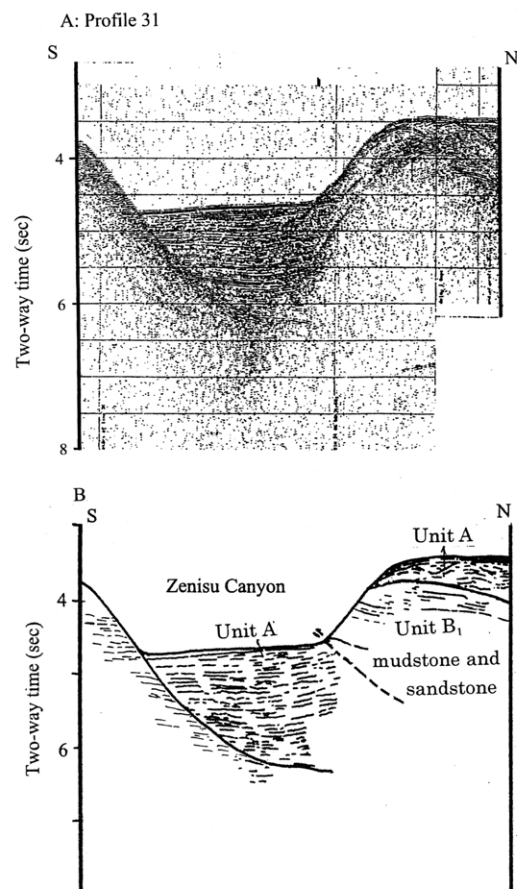 A: Profile 31
S
N
4
6
8
Two-way time (sec)
B
S
N
Unit A
Zenisu Canyon
4
Unit A
Unit B₁
mudstone and
sandstone
6
Two-way time (sec)